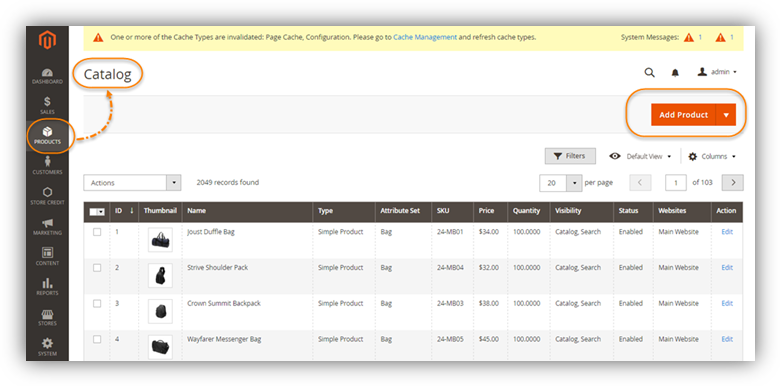 One or more of the Cache Types are invalidated: Page Cache, Configuration. Please go to Cache Management and refresh cache types. System Messages: 1 1
DASHBOARD
SALES
PRODUCTS
CUSTOMERS
STORE CREDIT
MARKETING
CONTENT
REPORTS
STORES
SYSTEM
Catalog
admin
Add Product
Filters Default View Columns
Actions 2049 records found 20 per page 1 of 103
ID Thumbnail Name Type Attribute Set SKU Price Quantity Visibility Status Websites Action
1 Joust Duffle Bag Simple Product Bag 24-MB01 $34.00 100.0000 Catalog, Search Enabled Main Website Edit
2 Strive Shoulder Pack Simple Product Bag 24-MB04 $32.00 100.0000 Catalog, Search Enabled Main Website Edit
3 Crown Summit Backpack Simple Product Bag 24-MB03 $38.00 100.0000 Catalog, Search Enabled Main Website Edit
4 Wayfarer Messenger Bag Simple Product Bag 24-MB05 $45.00 100.0000 Catalog, Search Enabled Main Website Edit